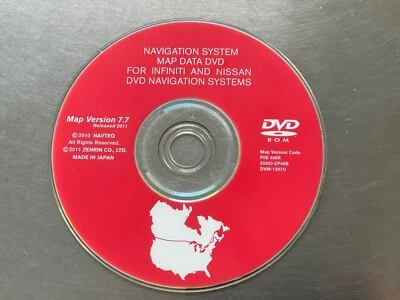 NAVIGATION SYSTEM
MAP DATA DVD
FOR INFINITI AND NISSAN
DVD NAVIGATION SYSTEMS
Map Version 7.7
Released 2011
©2010 NAVTEQ
All Rights Reserved.
©2011 ZENRIN CO., LTD.
MADE IN JAPAN
DVD
ROM
Map Version Code